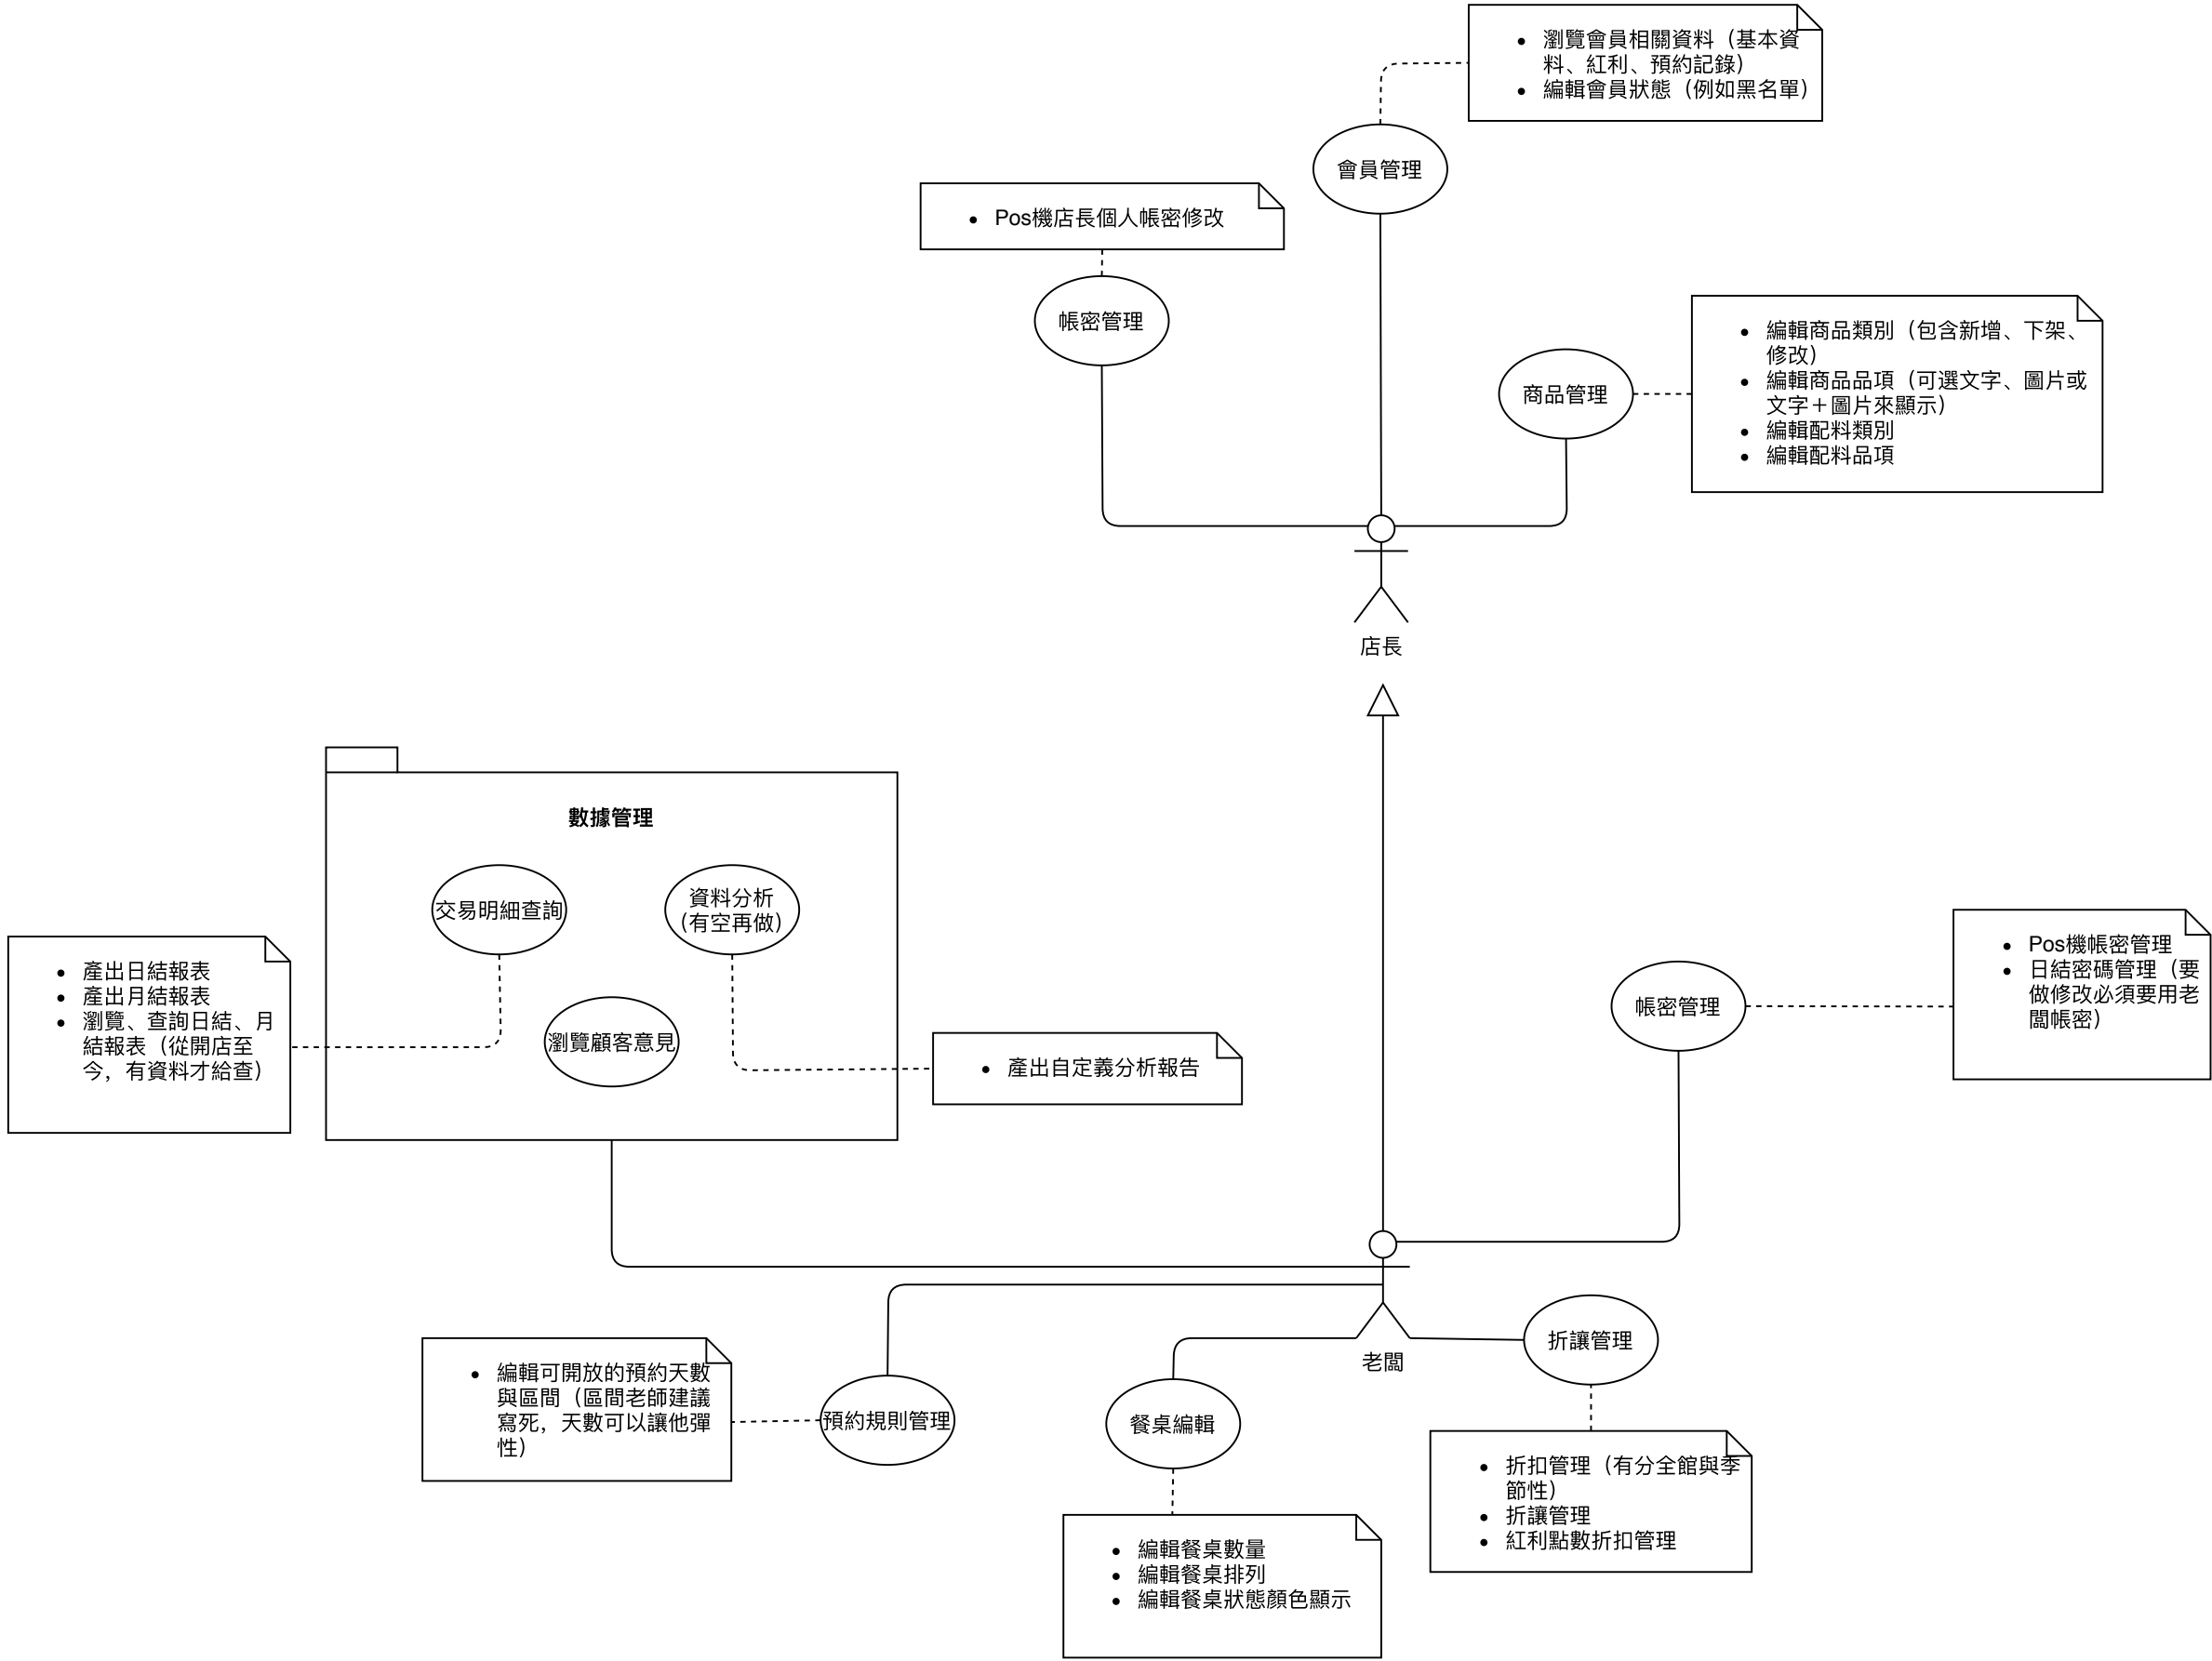 瀏覽會員相關資料（基本資
料、紅利、預約記錄）
編輯會員狀態（例如黑名單）
會員管理
Pos機店長個人帳密修改
帳密管理
編輯商品類別（包含新增、下架、
修改）
編輯商品品項（可選文字、圖片或
文字＋圖片來顯示）
編輯配料類別
編輯配料品項
商品管理
店長
數據管理
交易明細查詢
資料分析
（有空再做）
瀏覽顧客意見
產出日結報表
產出月結報表
瀏覽、查詢日結、月
結報表（從開店至
今，有資料才給查）
產出自定義分析報告
Pos機帳密管理
日結密碼管理（要
做修改必須要用老
闆帳密）
帳密管理
老闆
折讓管理
編輯可開放的預約天數
與區間（區間老師建議
寫死，天數可以讓他彈
性）
預約規則管理
餐桌編輯
折扣管理（有分全館與季
節性）
折讓管理
紅利點數折扣管理
編輯餐桌數量
編輯餐桌排列
編輯餐桌狀態顏色顯示